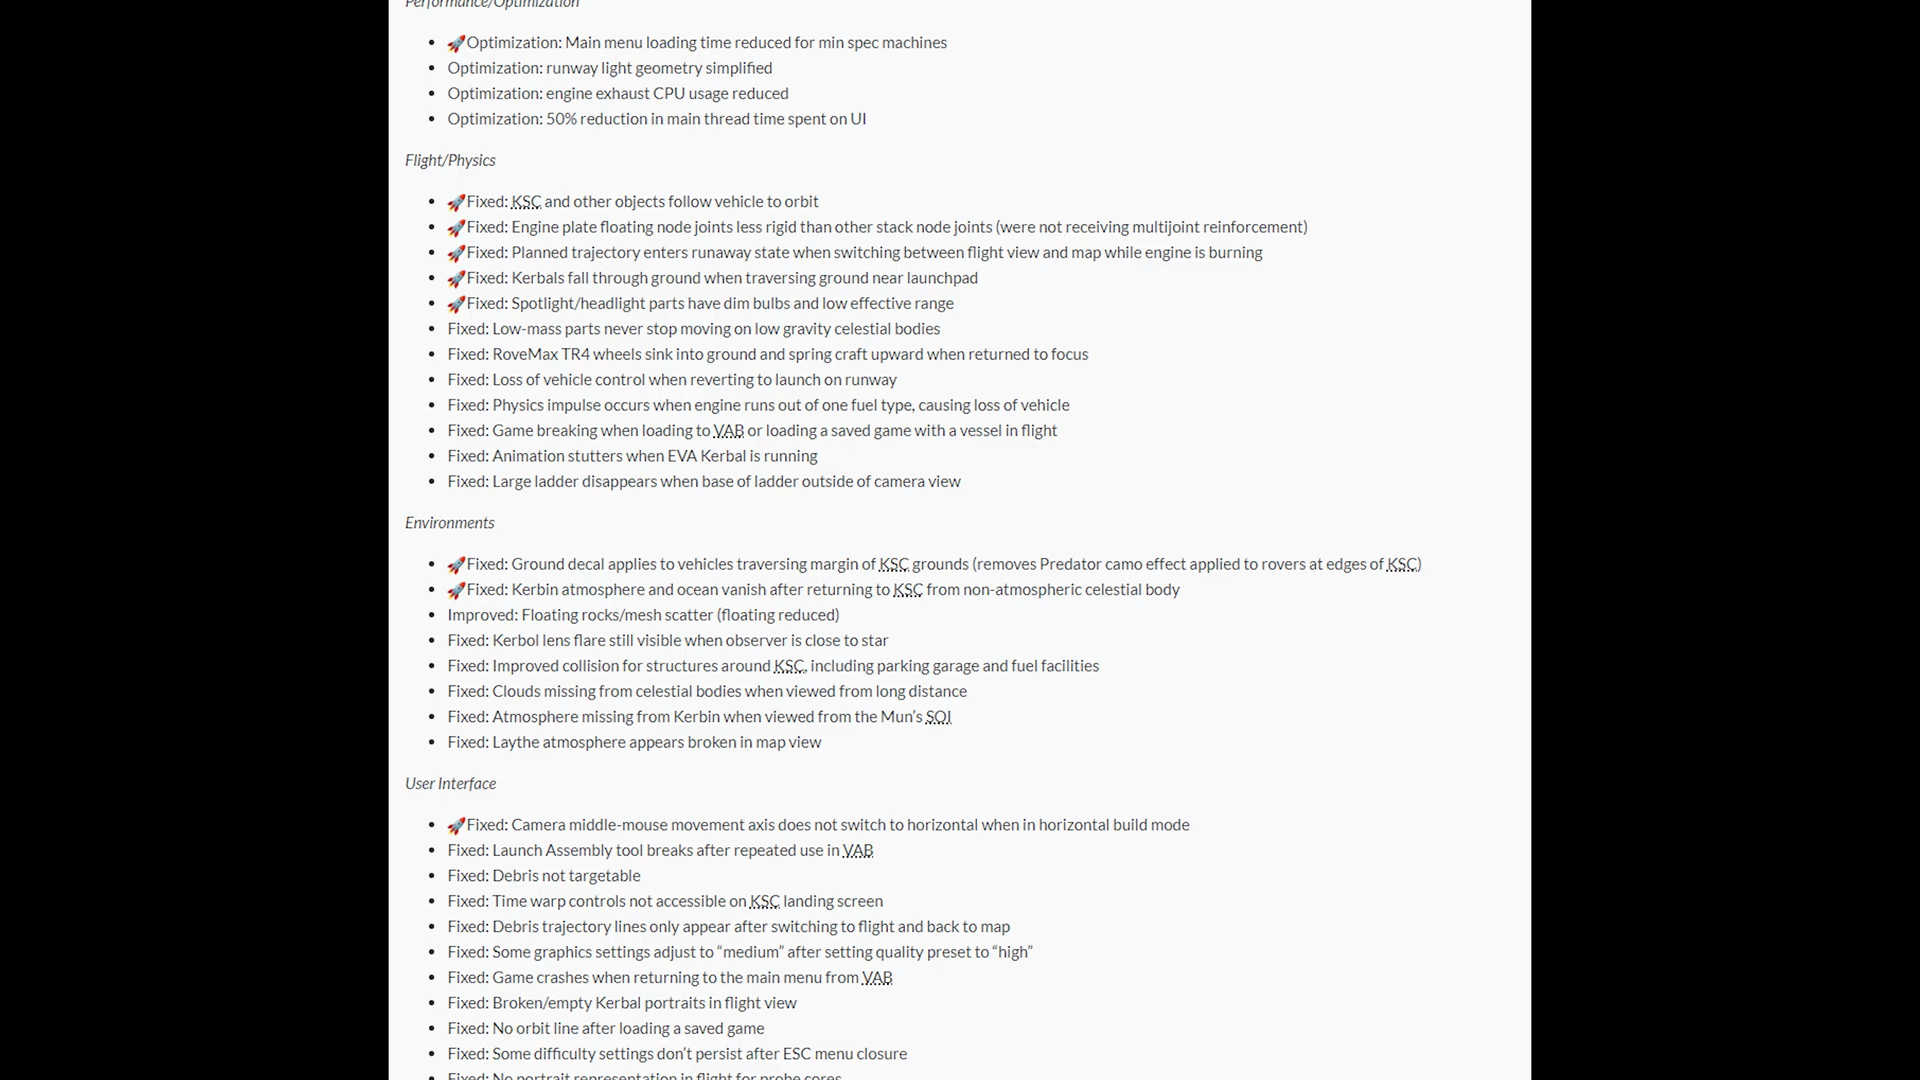 Performance/Optimization
🚀Optimization: Main menu loading time reduced for min spec machines
Optimization: runway light geometry simplified
Optimization: engine exhaust CPU usage reduced
Optimization: 50% reduction in main thread time spent on UI
Flight/Physics
🚀Fixed: KSC and other objects follow vehicle to orbit
🚀Fixed: Engine plate floating node joints less rigid than other stack node joints (were not receiving multijoint reinforcement)
🚀Fixed: Planned trajectory enters runaway state when switching between flight view and map while engine is burning
🚀Fixed: Kerbals fall through ground when traversing ground near launchpad
🚀Fixed: Spotlight/headlight parts have dim bulbs and low effective range
Fixed: Low-mass parts never stop moving on low gravity celestial bodies
Fixed: RoveMax TR4 wheels sink into ground and spring craft upward when returned to focus
Fixed: Loss of vehicle control when reverting to launch on runway
Fixed: Physics impulse occurs when engine runs out of one fuel type, causing loss of vehicle
Fixed: Game breaking when loading to VAB or loading a saved game with a vessel in flight
Fixed: Animation stutters when EVA Kerbal is running
Fixed: Large ladder disappears when base of ladder outside of camera view
Environments
🚀Fixed: Ground decal applies to vehicles traversing margin of KSC grounds (removes Predator camo effect applied to rovers at edges of KSC)
🚀Fixed: Kerbin atmosphere and ocean vanish after returning to KSC from non-atmospheric celestial body
Improved: Floating rocks/mesh scatter (floating reduced)
Fixed: Kerbol lens flare still visible when observer is close to star
Fixed: Improved collision for structures around KSC, including parking garage and fuel facilities
Fixed: Clouds missing from celestial bodies when viewed from long distance
Fixed: Atmosphere missing from Kerbin when viewed from the Mun's SOI
Fixed: Laythe atmosphere appears broken in map view
User Interface
🚀Fixed: Camera middle-mouse movement axis does not switch to horizontal when in horizontal build mode
Fixed: Launch Assembly tool breaks after repeated use in VAB
Fixed: Debris not targetable
Fixed: Time warp controls not accessible on KSC landing screen
Fixed: Debris trajectory lines only appear after switching to flight and back to map
Fixed: Some graphics settings adjust to “medium” after setting quality preset to “high”
Fixed: Game crashes when returning to the main menu from VAB
Fixed: Broken/empty Kerbal portraits in flight view
Fixed: No orbit line after loading a saved game
Fixed: Some difficulty settings don't persist after ESC menu closure
Fixed: No portrait representation in flight for probe cores